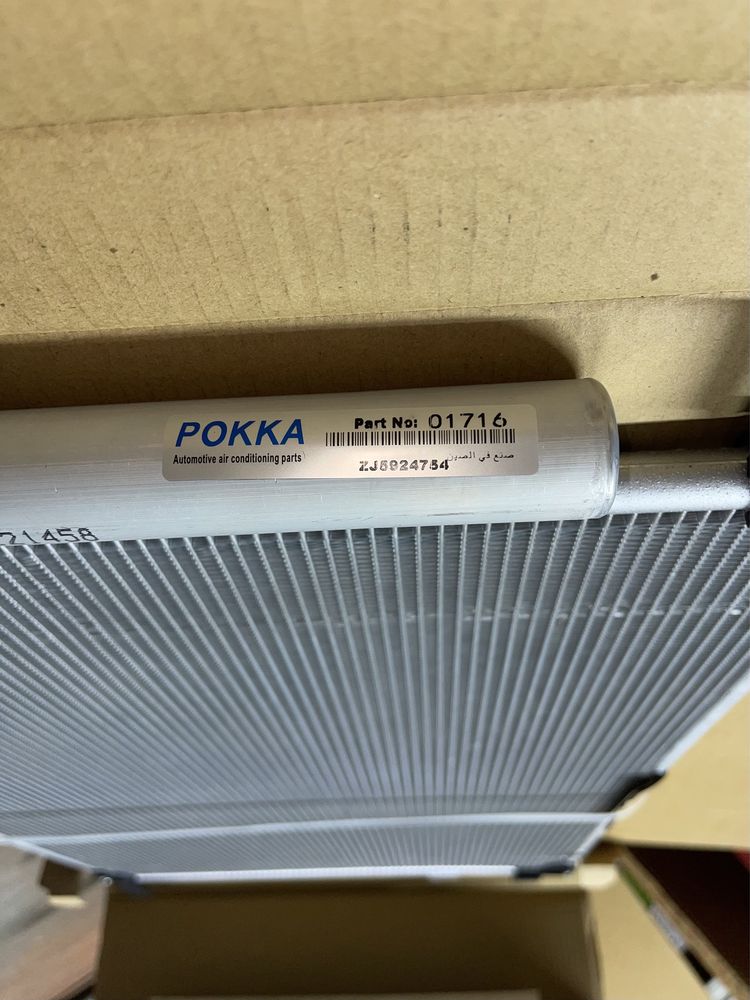 POKKA
Automotive air conditioning parts
Part No: 01716
ZJ5924754
صنع في الصين
21458